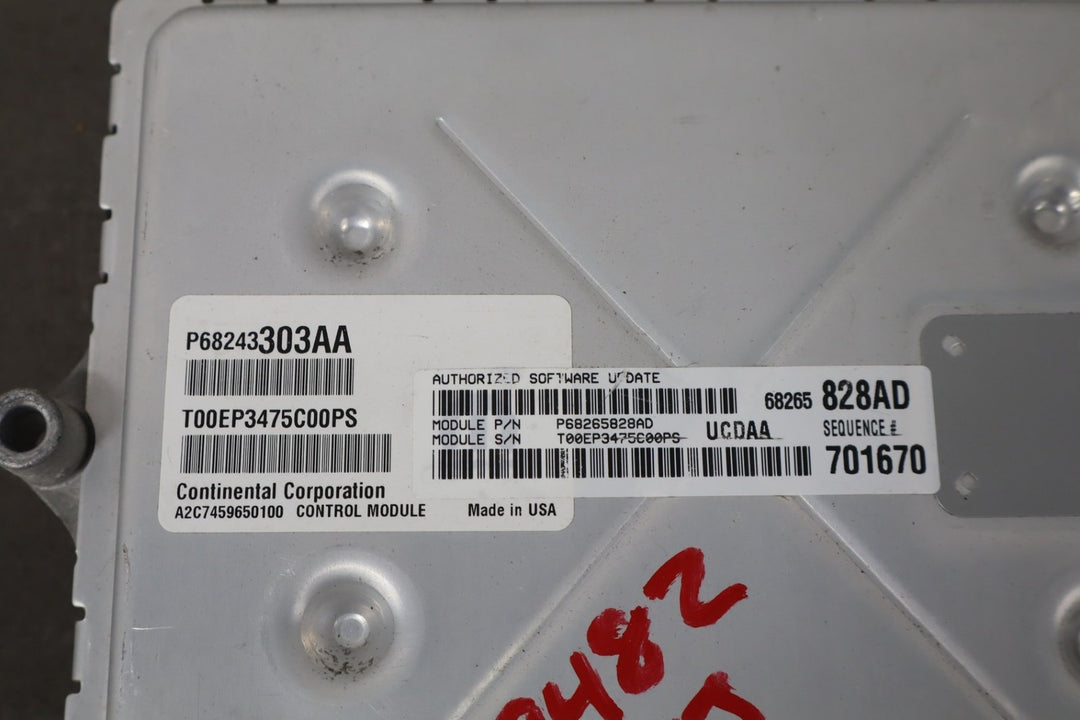 P68243303AA
T00EP3475C00PS
Continental Corporation
A2C7459650100 CONTROL MODULE Made in USA
AUTHORIZED SOFTWARE UPDATE
68265 828AD
MODULE P/N P68265828AD
MODULE S/N T00EP3475C00PS
UCDAA
SEQUENCE #
701670
482